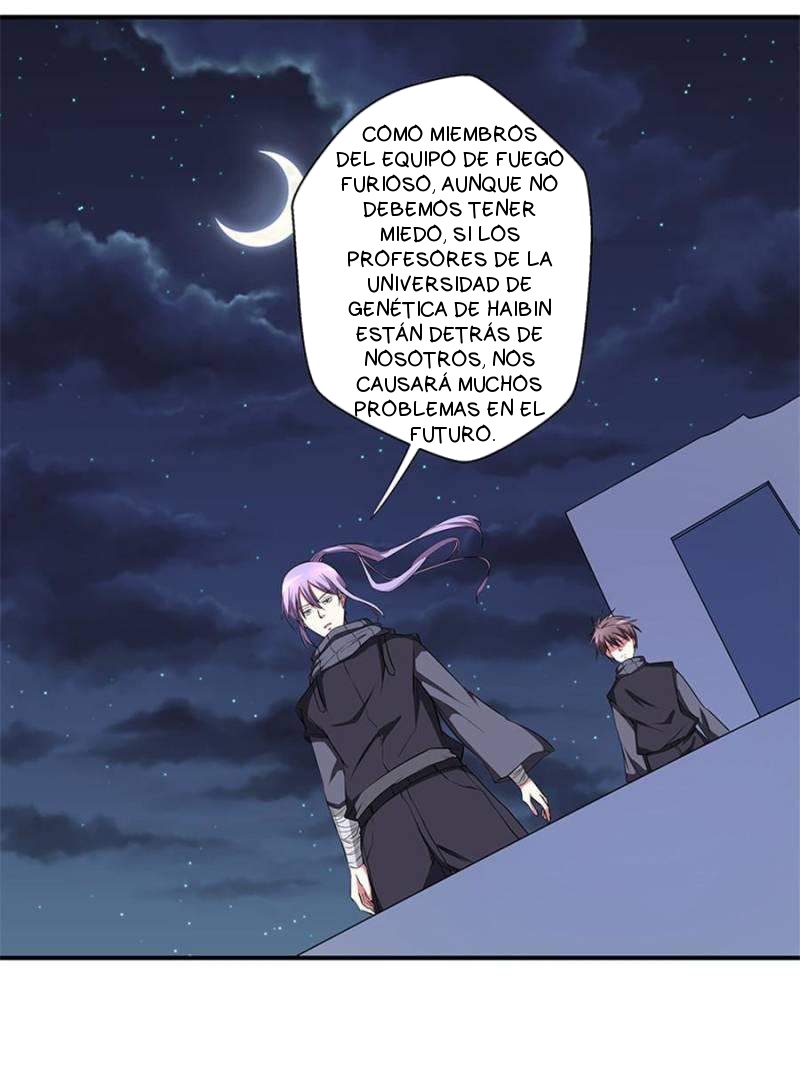 COMO MIEMBROS
DEL EQUIPO DE FUEGO
FURIOSO, AUNQUE NO
DEBEMOS TENER
MIEDO, SI LOS
PROFESORES DE LA
UNIVERSIDAD DE
GENÉTICA DE HAIBIN
ESTÁN DETRÁS DE
NOSOTROS, NOS
CAUSARÁ MUCHOS
PROBLEMAS EN EL
FUTURO.